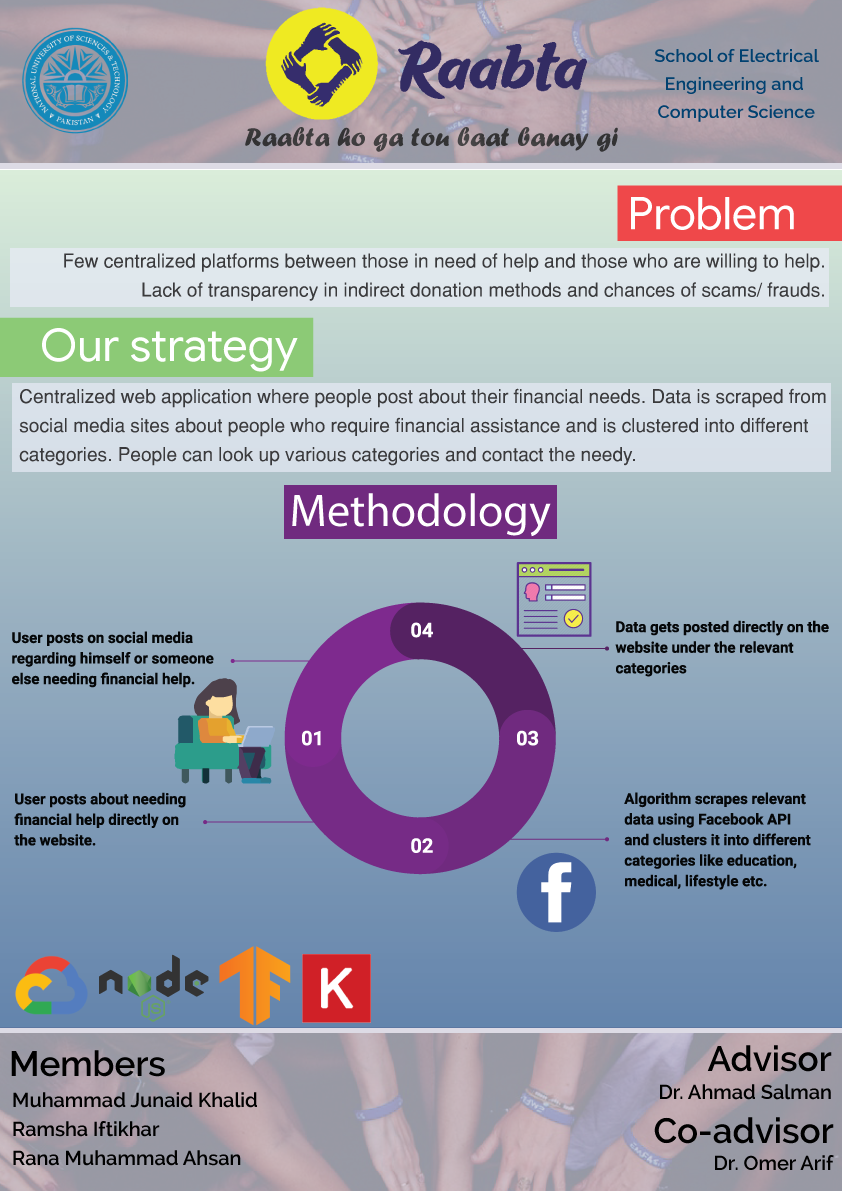 NATIONAL UNIVERSITY OF SCIENCES & TECHNOLOGY
PAKISTAN
Raabta
Raabta ho ga tou baat banay gi
School of Electrical
Engineering and
Computer Science
Problem
Few centralized platforms between those in need of help and those who are willing to help.
Lack of transparency in indirect donation methods and chances of scams/ frauds.
Our strategy
Centralized web application where people post about their financial needs. Data is scraped from
social media sites about people who require financial assistance and is clustered into different
categories. People can look up various categories and contact the needy.
Methodology
User posts on social media
regarding himself or someone
else needing financial help.
01
User posts about needing
financial help directly on
the website.
02
03
Algorithm scrapes relevant
data using Facebook API
and clusters it into different
categories like education,
medical, lifestyle etc.
f
04
Data gets posted directly on the
website under the relevant
categories
node
JS
K
Members
Muhammad Junaid Khalid
Ramsha Iftikhar
Rana Muhammad Ahsan
Advisor
Dr. Ahmad Salman
Co-advisor
Dr. Omer Arif